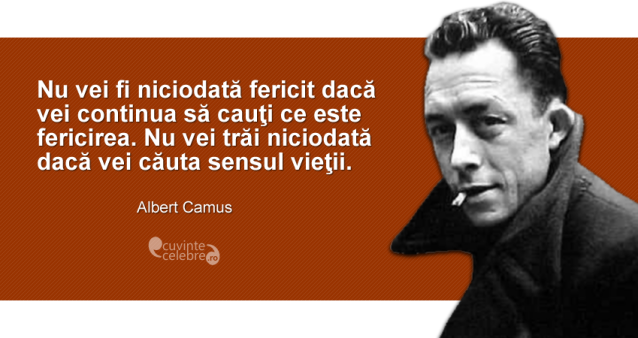 Nu vei fi niciodată fericit dacă
vei continua să cauţi ce este
fericirea. Nu vei trăi niciodată
dacă vei căuta sensul vieţii.
Albert Camus
cuvinte
celebre.ro